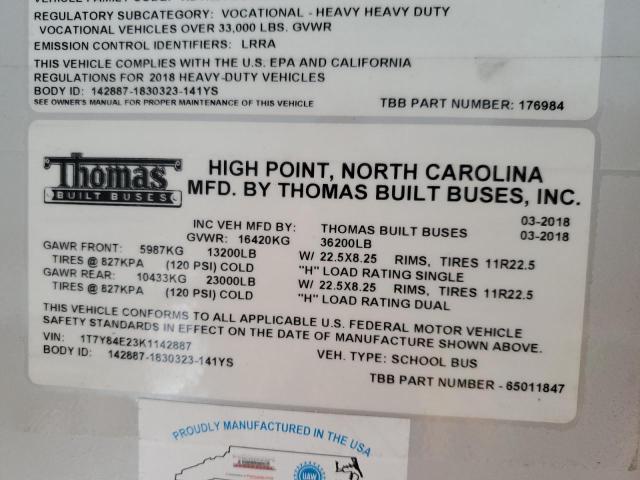 REGULATORY SUBCATEGORY: VOCATIONAL - HEAVY HEAVY DUTY
VOCATIONAL VEHICLES OVER 33,000 LBS. GVWR
EMISSION CONTROL IDENTIFIERS: LRRA
THIS VEHICLE COMPLIES WITH THE U.S. EPA AND CALIFORNIA
REGULATIONS FOR 2018 HEAVY-DUTY VEHICLES
BODY ID: 142887-1830323-141YS
SEE OWNER'S MANUAL FOR PROPER MAINTENANCE OF THIS VEHICLE TBB PART NUMBER: 176984
Thomas
BUILT BUSES
HIGH POINT, NORTH CAROLINA
MFD. BY THOMAS BUILT BUSES, INC.
03-2018
INC VEH MFD BY: THOMAS BUILT BUSES 03-2018
GVWR: 16420KG 36200LB
GAWR FRONT: 5987KG 13200LB W/ 22.5X8.25 RIMS, TIRES 11R22.5
TIRES @ 827KPA (120 PSI) COLD "H" LOAD RATING SINGLE
GAWR REAR: 10433KG 23000LB W/ 22.5X8.25 RIMS, TIRES 11R22.5
TIRES @ 827KPA (120 PSI) COLD "H" LOAD RATING DUAL
THIS VEHICLE CONFORMS TO ALL APPLICABLE U.S. FEDERAL MOTOR VEHICLE
SAFETY STANDARDS IN EFFECT ON THE DATE OF MANUFACTURE SHOWN ABOVE.
VIN: 1T7Y84E23K1142887
BODY ID: 142887-1830323-141YS VEH. TYPE: SCHOOL BUS
TBB PART NUMBER - 65011847
PROUDLY MANUFACTURED IN THE USA
UAW